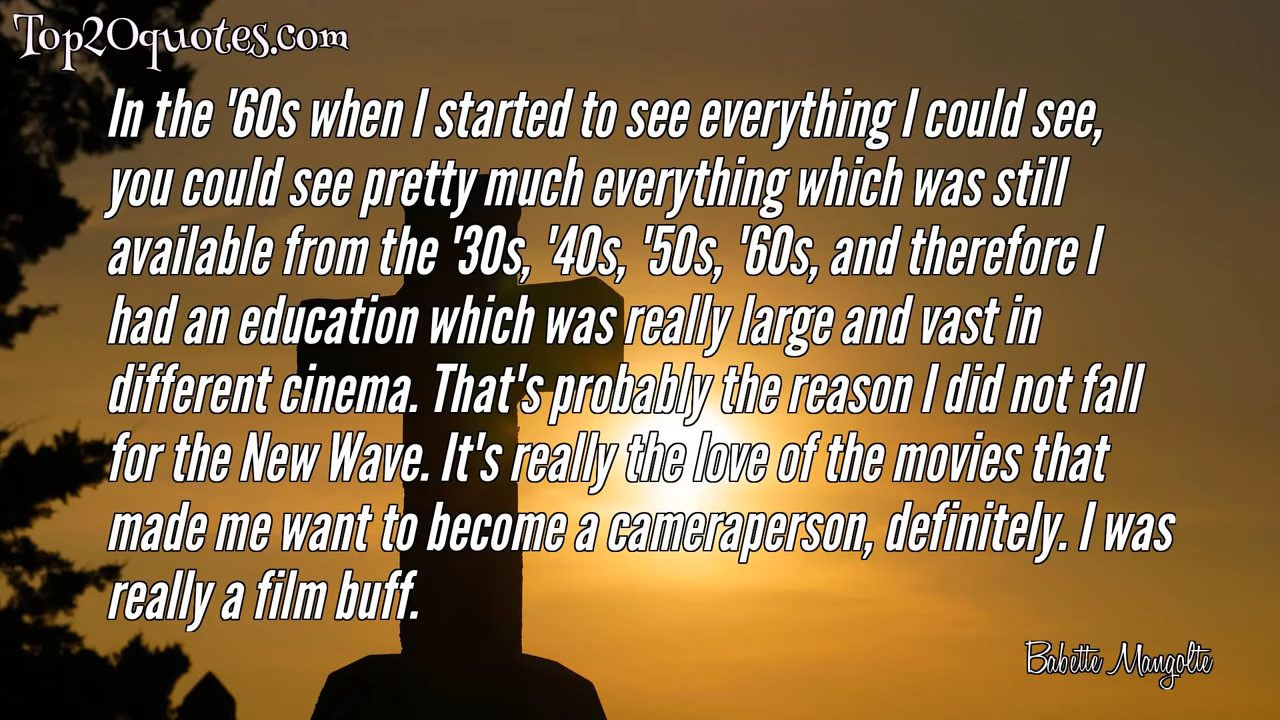 Top20quotes.com
In the '60s when I started to see everything I could see,
you could see pretty much everything which was still
available from the '30s, '40s, '50s, '60s, and therefore I
had an education which was really large and vast in
different cinema. That's probably the reason I did not fall
for the New Wave. It's really the love of the movies that
made me want to become a cameraperson, definitely. I was
really a film buff.
Babette Mangolte